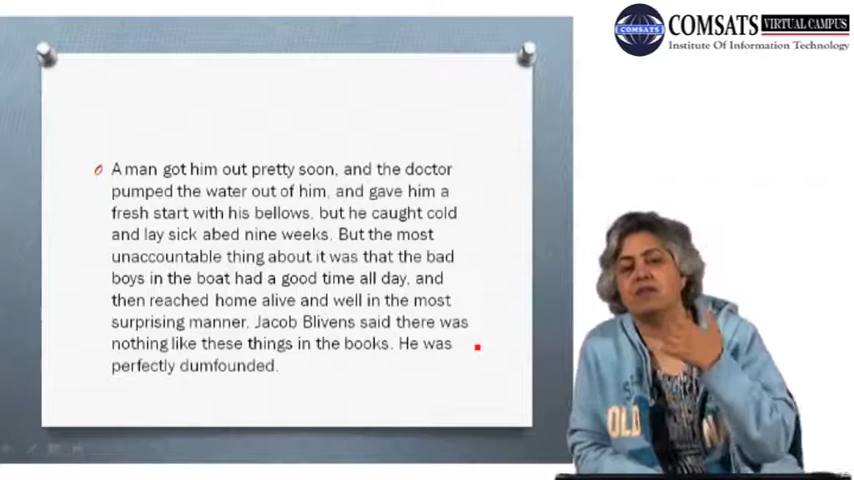 COMSATS VIRTUAL CAMPUS
COMSATS
Institute Of Information Technology
A man got him out pretty soon, and the doctor
pumped the water out of him, and gave him a
fresh start with his bellows, but he caught cold
and lay sick abed nine weeks. But the most
unaccountable thing about it was that the bad
boys in the boat had a good time all day, and
then reached home alive and well in the most
surprising manner. Jacob Blivens said there was
nothing like these things in the books. He was
perfectly dumfounded.
OLD